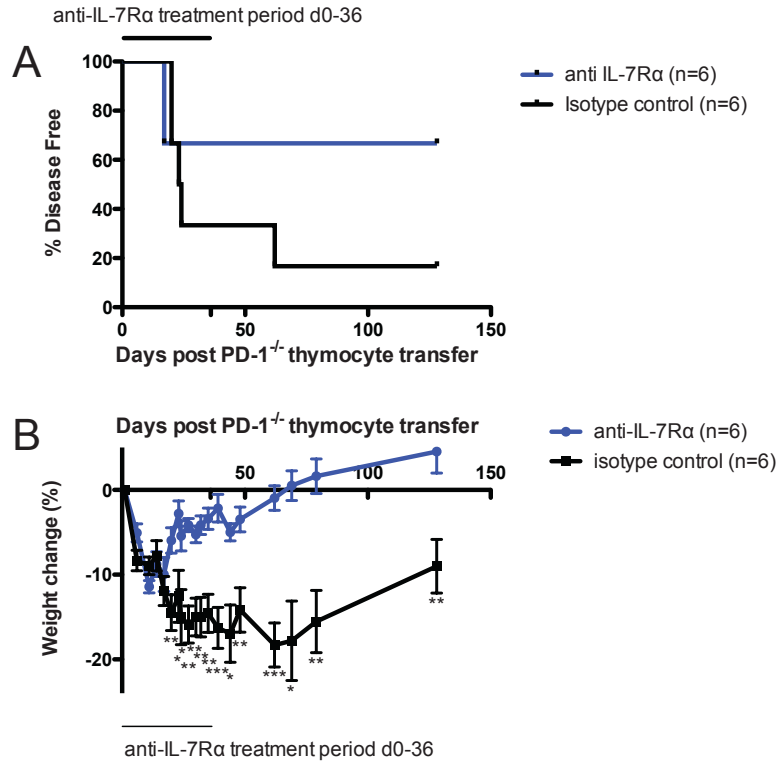 anti-IL-7Rα treatment period d0-36
A
100
80
60
40
20
0
% Disease Free
0 50 100 150
Days post PD-1-/- thymocyte transfer
anti IL-7Rα (n=6)
Isotype control (n=6)
B
Days post PD-1-/- thymocyte transfer
50 100 150
0
-10
-20
Weight change (%)
anti-IL-7Rα (n=6)
isotype control (n=6)
** * * ** ** ** ** *** * ** *** * ** **
anti-IL-7Rα treatment period d0-36